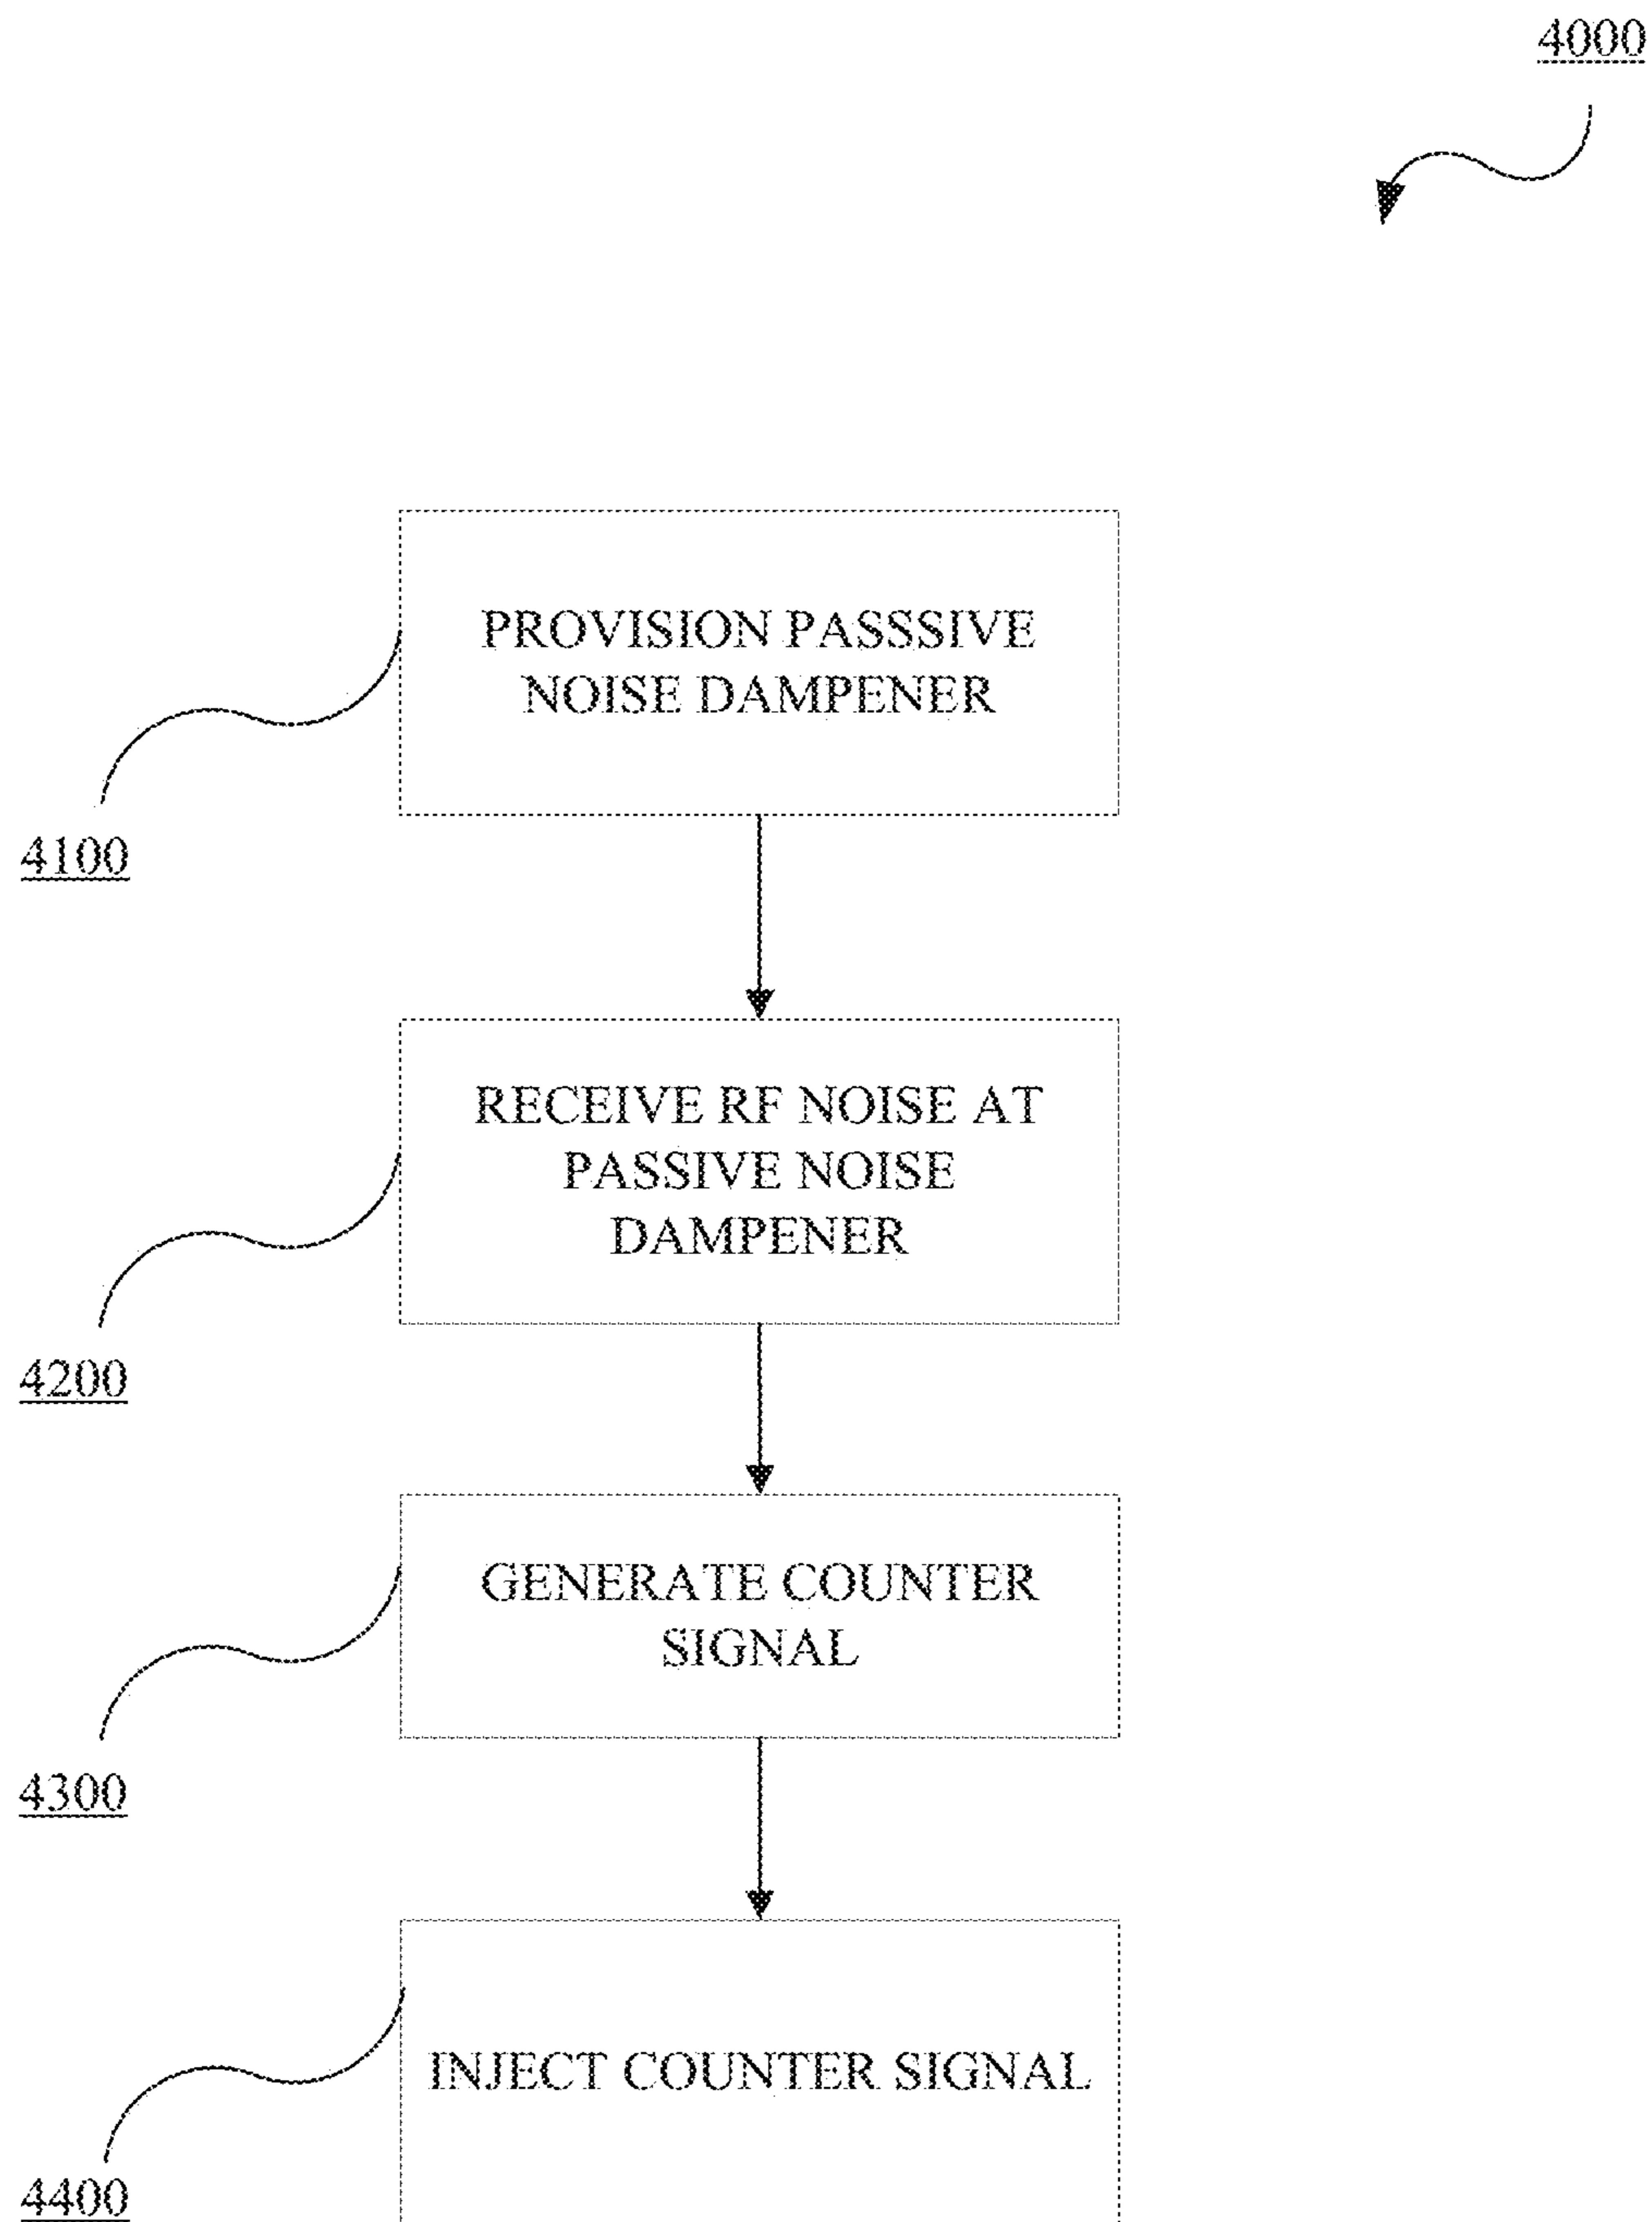 4000
PROVISION PASSSIVE
NOISE DAMPENER
4100
RECEIVE RF NOISE AT
PASSIVE NOISE
DAMPENER
4200
GENERATE COUNTER
SIGNAL
4300
INJECT COUNTER SIGNAL
4400